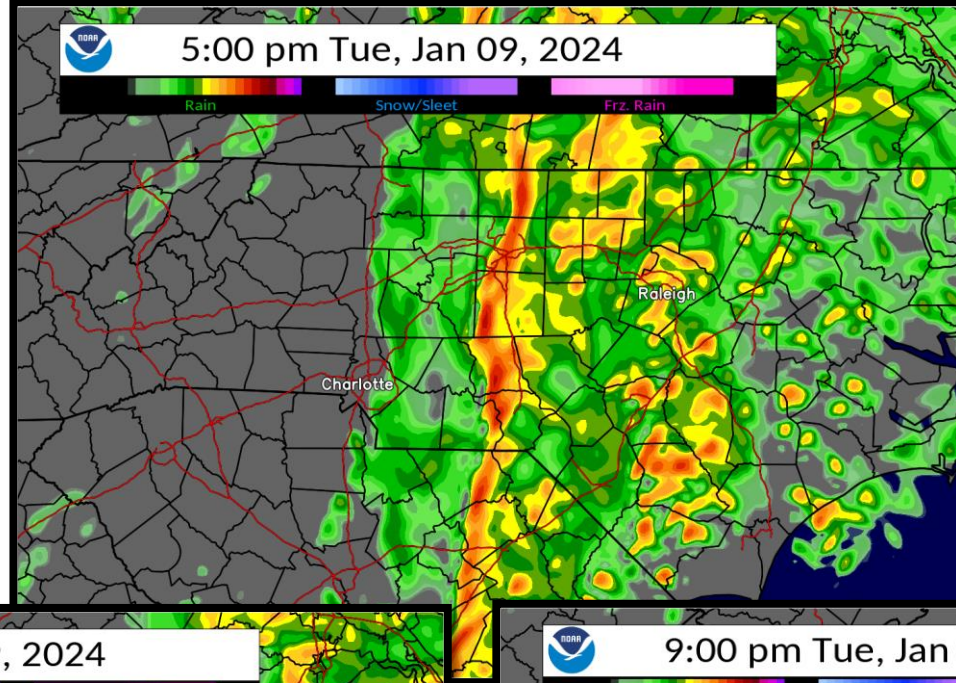 NOAA
5:00 pm Tue, Jan 09, 2024
Rain
Snow/Sleet
Frz. Rain
Raleigh
Charlotte
, 2024
NOAA
9:00 pm Tue, Jan